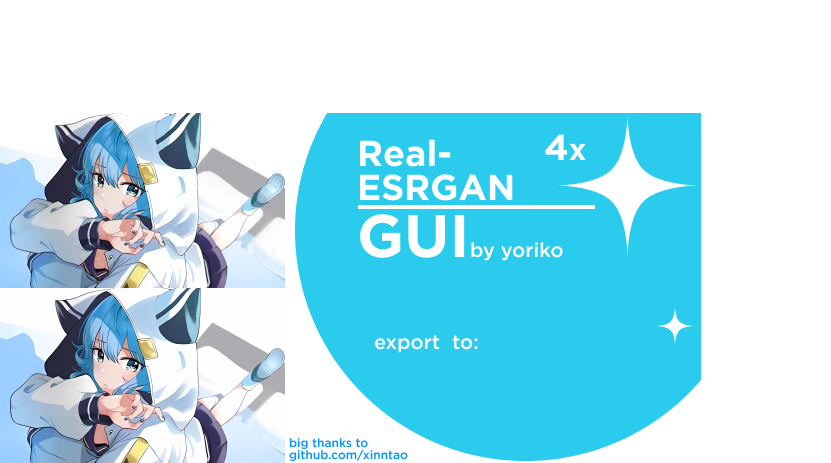 Real-
ESRGAN
4x
GUI by yoriko
export to:
big thanks to
github.com/xinntao